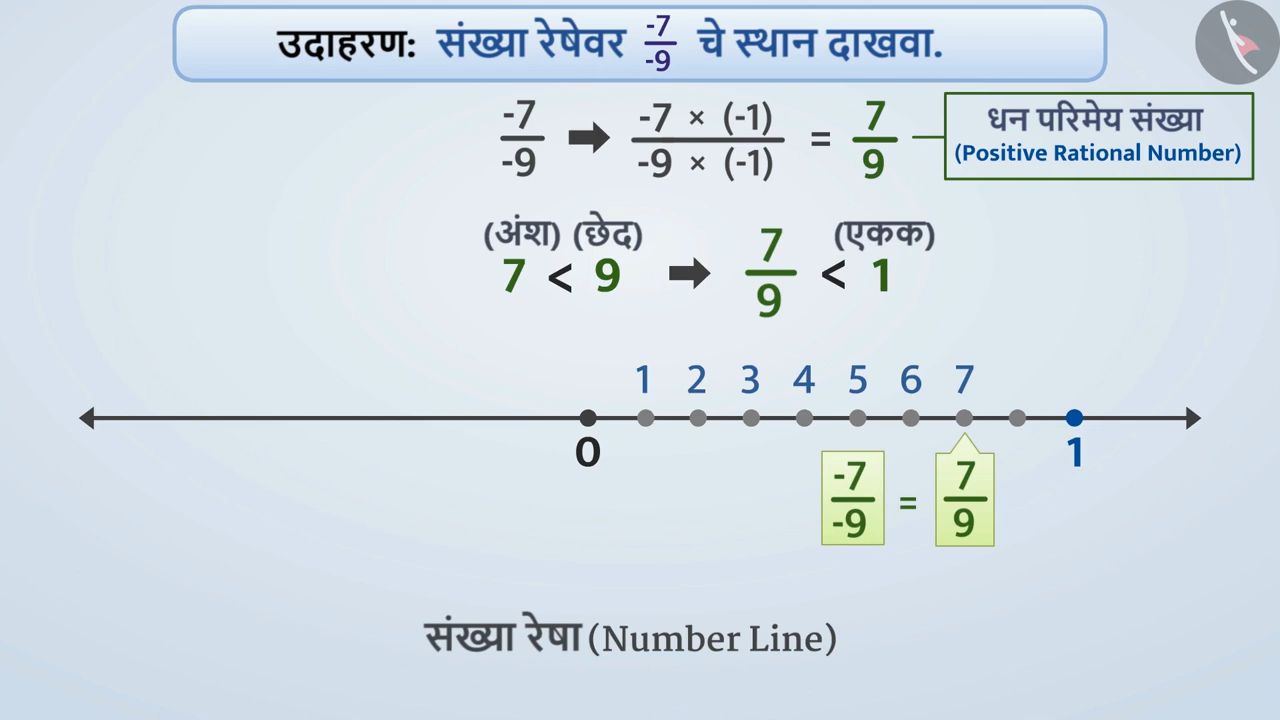 उदाहरण: संख्या रेषेवर -7/-9 चे स्थान दाखवा.
-7/-9 ➡ -7 × (-1)/-9 × (-1) = 7/9
धन परिमेय संख्या
(Positive Rational Number)
(अंश) (छेद) (एकक)
7 < 9 ➡ 7/9 < 1
1 2 3 4 5 6 7
0 1
-7/-9 = 7/9
संख्या रेषा (Number Line)